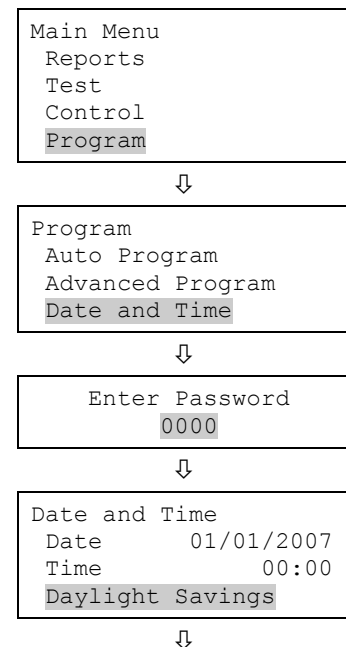 Main Menu
Reports
Test
Control
Program
⇩
Program
Auto Program
Advanced Program
Date and Time
⇩
Enter Password
0000
⇩
Date and Time
Date 01/01/2007
Time 00:00
Daylight Savings
⇩